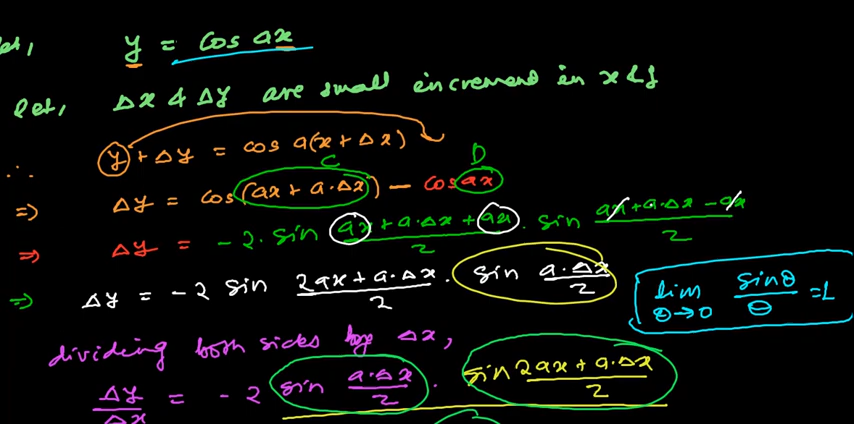 Let, y = cos ax
let, Δx & Δy are small increment in x & y
∴ y + Δy = cos a(x + Δx)
C D
⇒ Δy = cos (ax + a·Δx) − cos ax
⇒ Δy = −2·sin (ax + a·Δx + ax)/2 · sin (ax + a·Δx − ax)/2
⇒ Δy = −2 sin (2ax + a·Δx)/2 · sin (a·Δx)/2
lim θ→0 sinθ/θ = 1
dividing both sides by Δx,
Δy/Δx = −2 sin (a·Δx)/2 · sin (2ax + a·Δx)/2